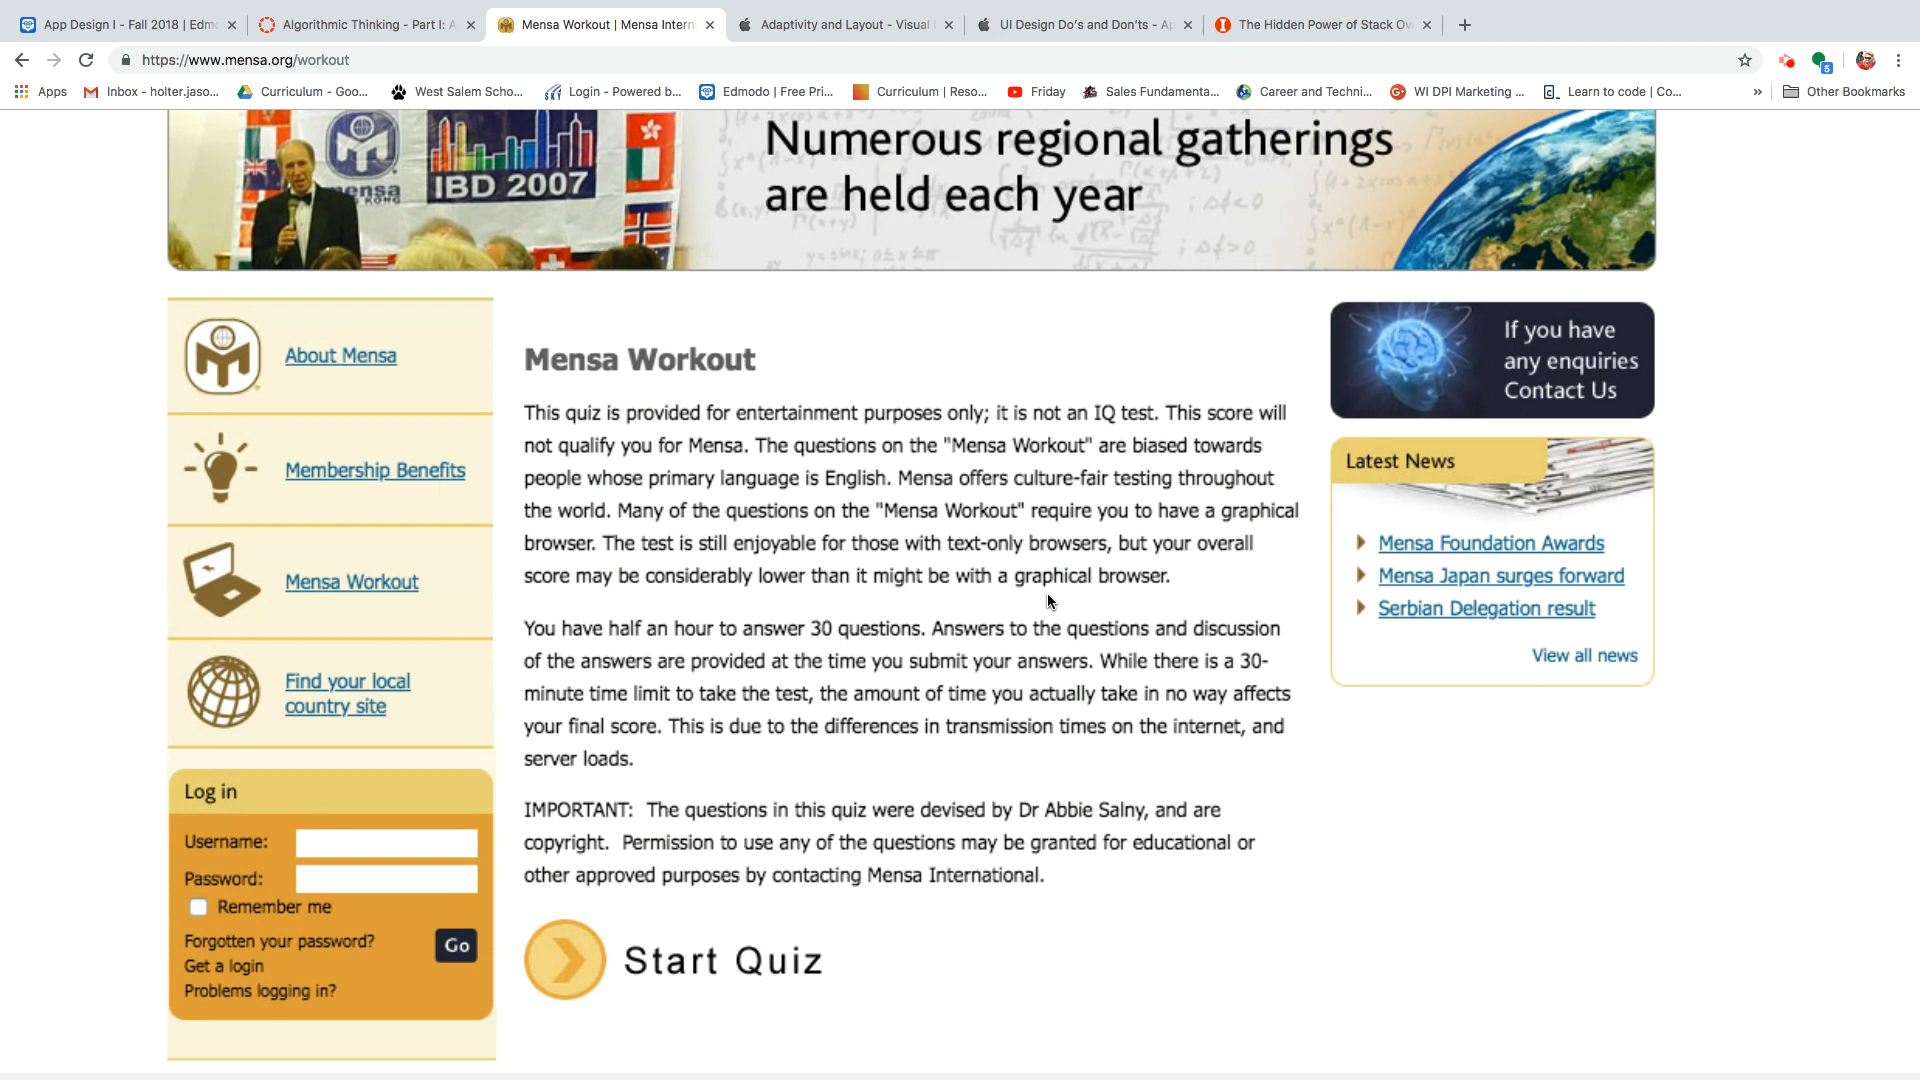 App Design I - Fall 2018 | Edmo
Algorithmic Thinking - Part I: A
Mensa Workout | Mensa Intern
Adaptivity and Layout - Visual
UI Design Do's and Don'ts - Ap
The Hidden Power of Stack Ov
https://www.mensa.org/workout
5
Apps
Inbox - holter.jaso...
Curriculum - Goo...
West Salem Scho...
Login - Powered b...
Edmodo | Free Pri...
Curriculum | Reso...
Friday
Sales Fundamenta...
Career and Techni...
WI DPI Marketing ...
Learn to code | Co...
»
Other Bookmarks
IBD 2007
Numerous regional gatherings
are held each year
About Mensa
Membership Benefits
Mensa Workout
Find your local
country site
Log in
Username:
Password:
Remember me
Forgotten your password?
Go
Get a login
Problems logging in?
Mensa Workout
This quiz is provided for entertainment purposes only; it is not an IQ test. This score will
not qualify you for Mensa. The questions on the "Mensa Workout" are biased towards
people whose primary language is English. Mensa offers culture-fair testing throughout
the world. Many of the questions on the "Mensa Workout" require you to have a graphical
browser. The test is still enjoyable for those with text-only browsers, but your overall
score may be considerably lower than it might be with a graphical browser.
You have half an hour to answer 30 questions. Answers to the questions and discussion
of the answers are provided at the time you submit your answers. While there is a 30-
minute time limit to take the test, the amount of time you actually take in no way affects
your final score. This is due to the differences in transmission times on the internet, and
server loads.
IMPORTANT: The questions in this quiz were devised by Dr Abbie Salny, and are
copyright. Permission to use any of the questions may be granted for educational or
other approved purposes by contacting Mensa International.
Start Quiz
If you have
any enquiries
Contact Us
Latest News
Mensa Foundation Awards
Mensa Japan surges forward
Serbian Delegation result
View all news